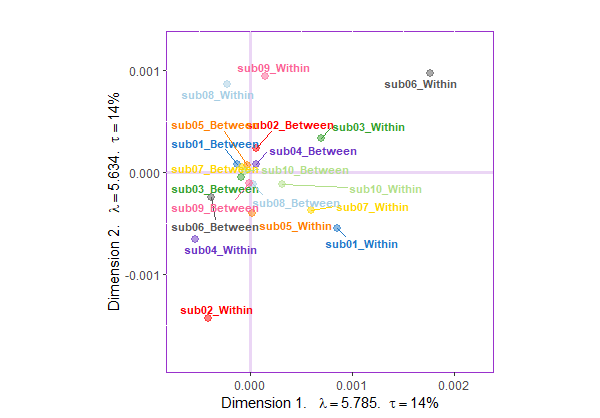 0.001
0.000
-0.001
Dimension 2. λ = 5.634. τ = 14%
sub09_Within
sub06_Within
sub08_Within
sub05_Between
sub02_Between
sub03_Within
sub01_Between
sub04_Between
sub07_Between
sub10_Between
sub03_Between
sub10_Within
sub08_Between
sub09_Between
sub07_Within
sub06_Between
sub05_Within
sub04_Within
sub01_Within
sub02_Within
0.000 0.001 0.002
Dimension 1. λ = 5.785. τ = 14%